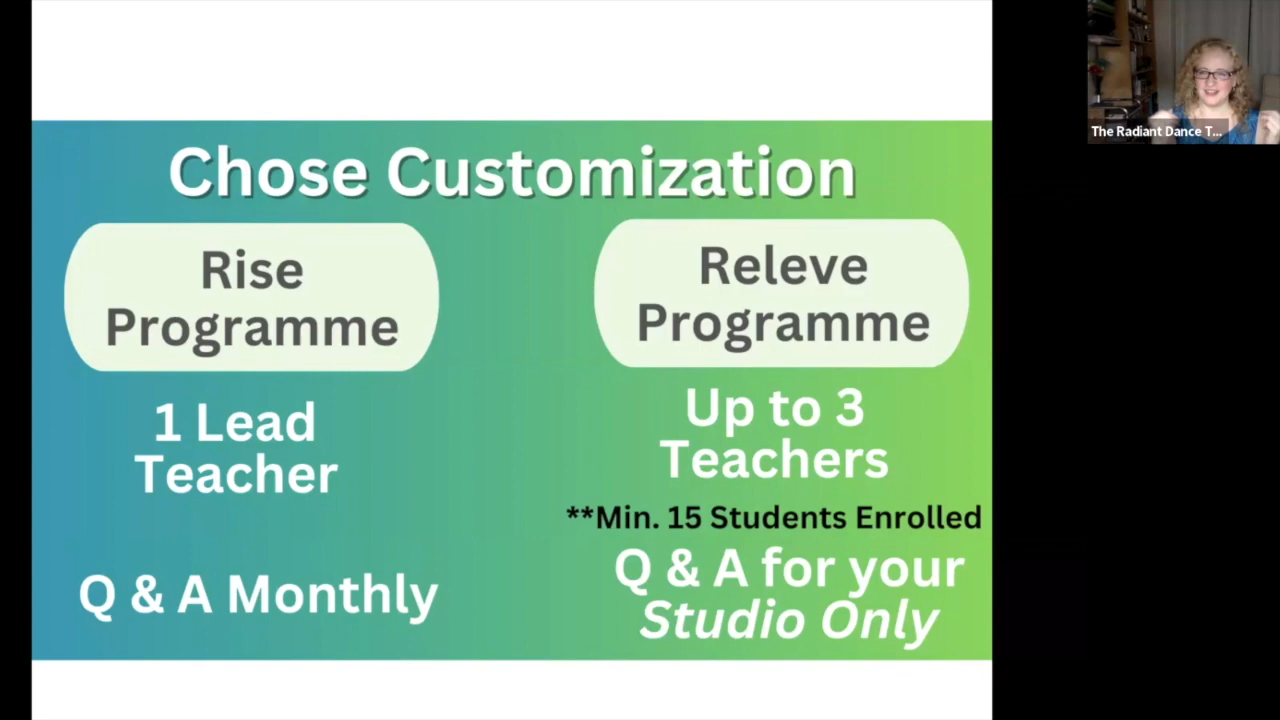 Chose Customization
Rise
Programme
1 Lead
Teacher
Q & A Monthly
Releve
Programme
Up to 3
Teachers
**Min. 15 Students Enrolled
Q & A for your
Studio Only
The Radiant Dance T...